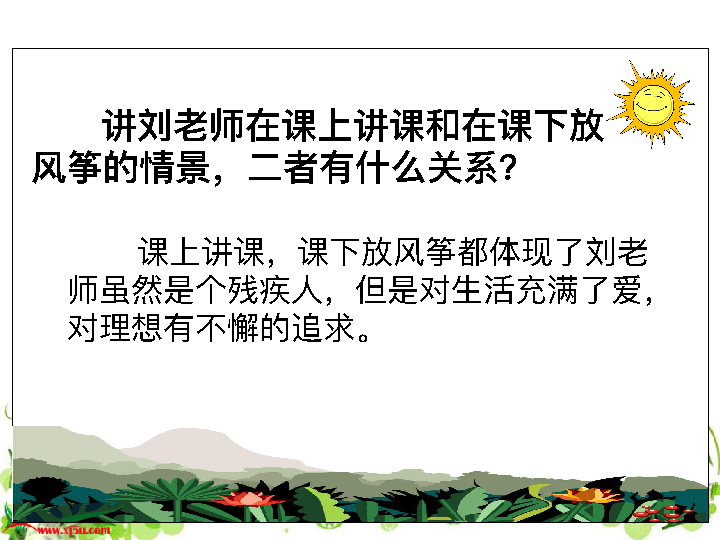 讲刘老师在课上讲课和在课下放
风筝的情景，二者有什么关系？
课上讲课，课下放风筝都体现了刘老
师虽然是个残疾人，但是对生活充满了爱，
对理想有不懈的追求。
www.xj5u.com